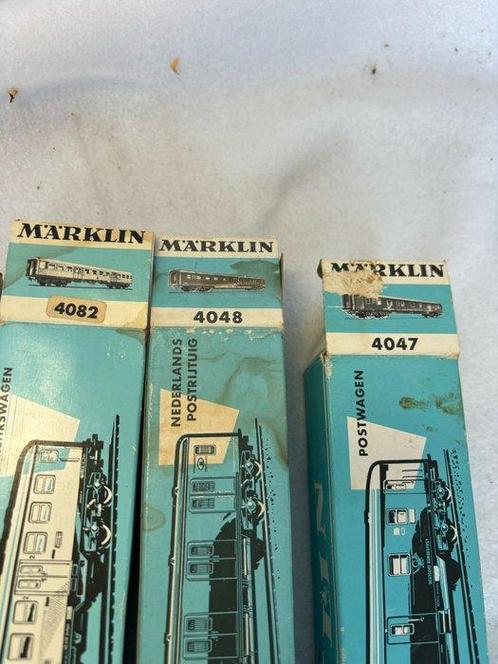 MÄRKLIN
4082
MÄRKLIN
4048
NEDERLANDS
POSTRIJTUIG
MÄRKLIN
4047
POSTWAGEN